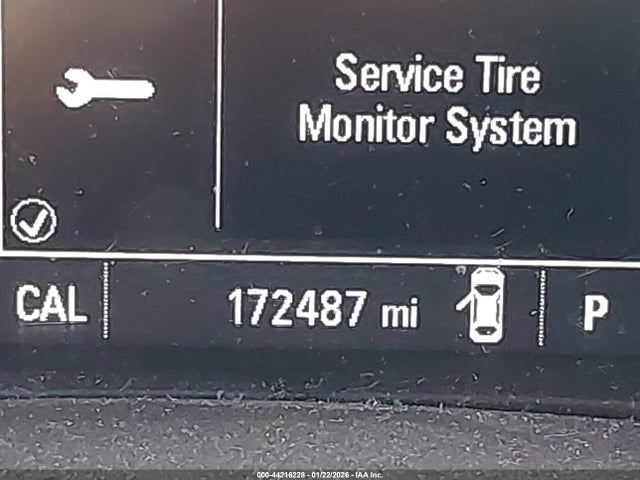 Service Tire
Monitor System
CAL 172487 mi P
000-44216228 - 01/22/2026 - IAA Inc.